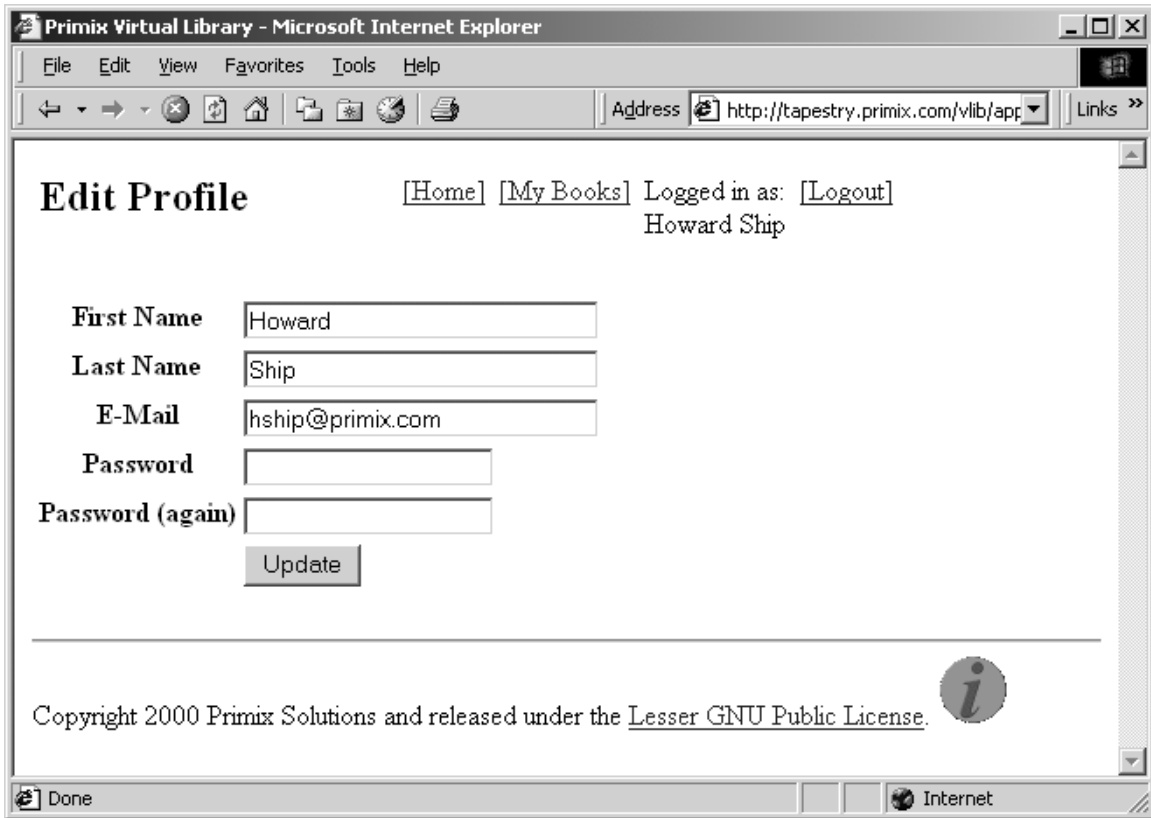 Primix Virtual Library - Microsoft Internet Explorer
File Edit View Favorites Tools Help
Address http://tapestry.primix.com/vlib/app Links »
Edit Profile [Home] [My Books] Logged in as: [Logout]
Howard Ship
First Name Howard
Last Name Ship
E-Mail hship@primix.com
Password
Password (again)
Update
Copyright 2000 Primix Solutions and released under the Lesser GNU Public License. i
Done Internet